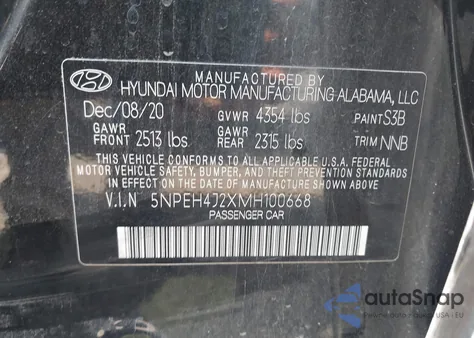 MANUFACTURED BY
HYUNDAI MOTOR MANUFACTURING ALABAMA, LLC
Dec/08/20 GVWR 4354 lbs PAINT S3B
GAWR FRONT 2513 lbs GAWR REAR 2315 lbs TRIM NNB
THIS VEHICLE CONFORMS TO ALL APPLICABLE U.S.A. FEDERAL
MOTOR VEHICLE SAFETY, BUMPER, AND THEFT PREVENTION STANDARDS
IN EFFECT ON THE DATE OF MANUFACTURE SHOWN ABOVE.
V.I.N 5NPEH4J2XMH100668
PASSENGER CAR
autoSnap
USA - EU